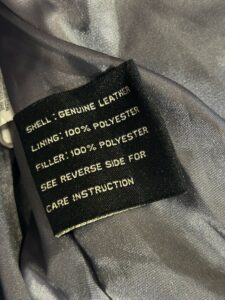 SHELL: GENUINE LEATHER
LINING: 100% POLYESTER
FILLER: 100% POLYESTER
SEE REVERSE SIDE FOR
CARE INSTRUCTION